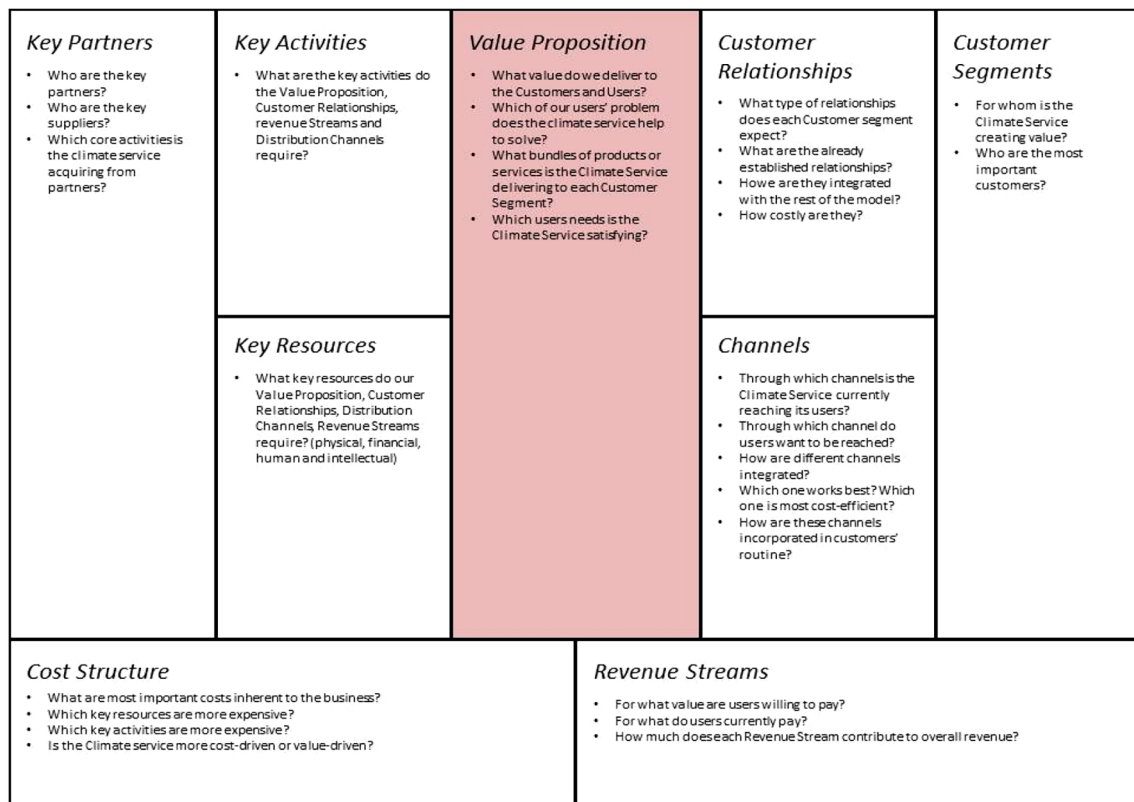 Key Partners
• Who are the key
partners?
• Who are the key
suppliers?
• Which core activities is
the climate service
acquiring from
partners?
Key Activities
• What are the key activities do
the Value Proposition,
Customer Relationships,
revenue Streams and
Distribution Channels
require?
Key Resources
• What key resources do our
Value Proposition, Customer
Relationships, Distribution
Channels, Revenue Streams
require? (physical, financial,
human and intellectual)
Value Proposition
• What value do we deliver to
the Customers and Users?
• Which of our users' problem
does the climate service help
to solve?
• What bundles of products or
services is the Climate Service
delivering to each Customer
Segment?
• Which users needs is the
Climate Service satisfying?
Customer
Relationships
• What type of relationships
does each Customer segment
expect?
• What are the already
established relationships?
• Howe are they integrated
with the rest of the model?
• How costly are they?
Channels
• Through which channels is the
Climate Service currently
reaching its users?
• Through which channel do
users want to be reached?
• How are different channels
integrated?
• Which one works best? Which
one is most cost-efficient?
• How are these channels
incorporated in customers'
routine?
Customer
Segments
• For whom is the
Climate Service
creating value?
• Who are the most
important
customers?
Cost Structure
• What are most important costs inherent to the business?
• Which key resources are more expensive?
• Which key activities are more expensive?
• Is the Climate service more cost-driven or value-driven?
Revenue Streams
• For what value are users willing to pay?
• For what do users currently pay?
• How much does each Revenue Stream contribute to overall revenue?